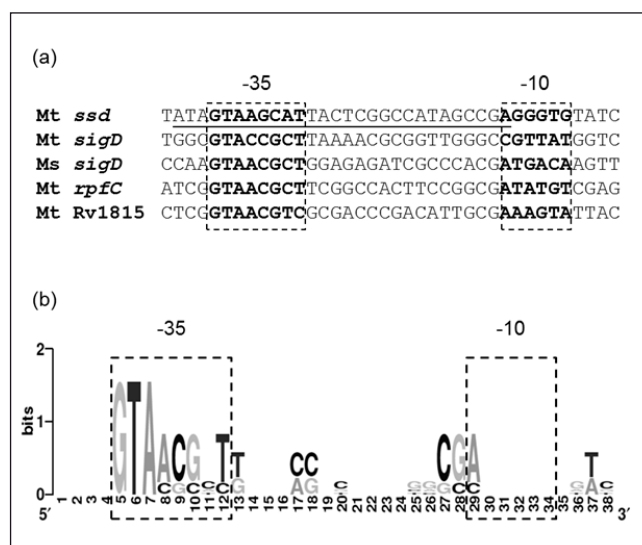 (a)
-35 -10
Mt ssd TATAGTAAGCATTACTCGGCCATAGCCGAGGGTGTATC
Mt sigD TGGCGTACCGCTTAAAACGCGTTGGGCCGTTATGGTC
Ms sigD CCAAGTAACGCTGGAGAGATCGCCCACGATGACAAGTT
Mt rpfC ATCGGTAACGCTTCGGCCACTTCCGCGATATGTCGAG
Mt Rv1815 CTCGGTAACGTCGCGACCCGACATTGCGAAAGTATTAC
(b)
-35 -10
2
bits
1
0
1 2 3 4 5 6 7 8 9 10 11 12 13 14 15 16 17 18 19 20 21 22 23 24 25 26 27 28 29 30 31 32 33 34 35 36 37 38
5′ 3′